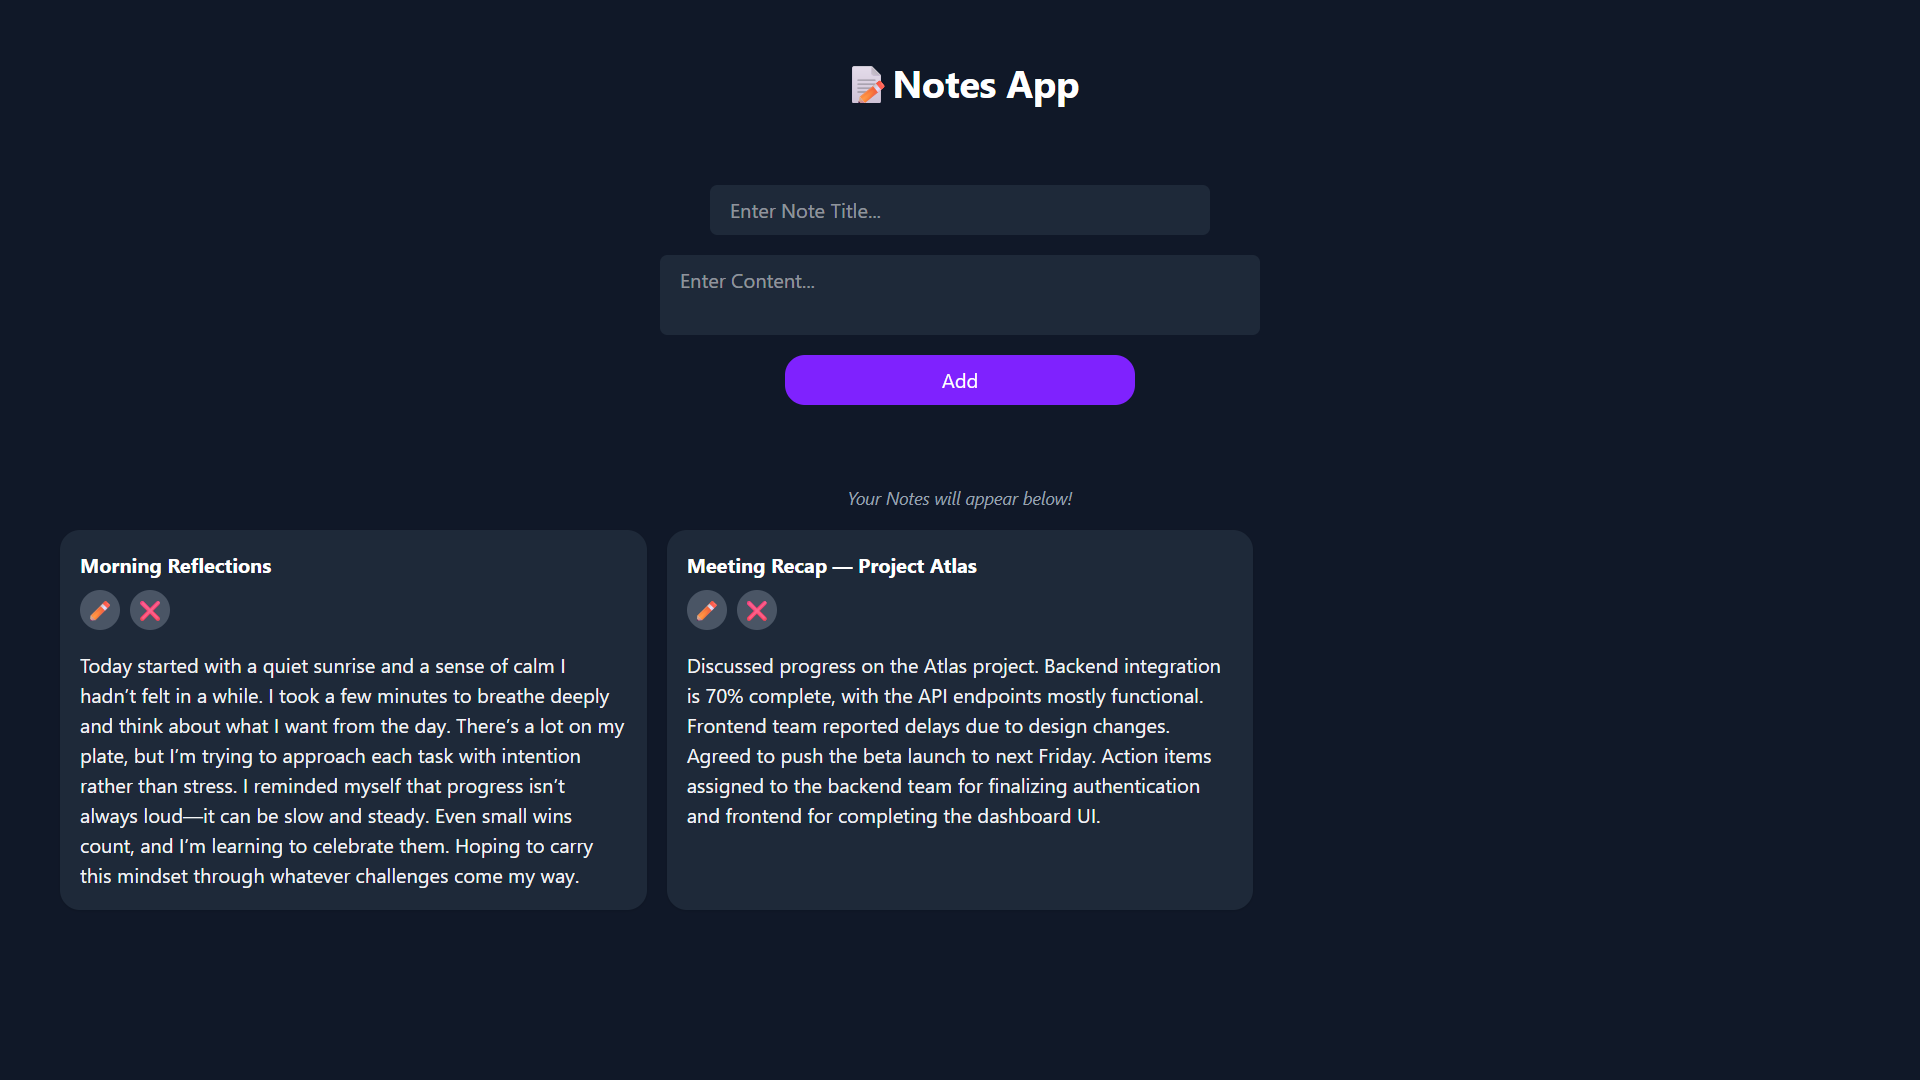 Notes App
Enter Note Title...
Enter Content...
Add
Your Notes will appear below!
Morning Reflections
Today started with a quiet sunrise and a sense of calm I
hadn’t felt in a while. I took a few minutes to breathe deeply
and think about what I want from the day. There’s a lot on my
plate, but I’m trying to approach each task with intention
rather than stress. I reminded myself that progress isn’t
always loud—it can be slow and steady. Even small wins
count, and I’m learning to celebrate them. Hoping to carry
this mindset through whatever challenges come my way.
Meeting Recap — Project Atlas
Discussed progress on the Atlas project. Backend integration
is 70% complete, with the API endpoints mostly functional.
Frontend team reported delays due to design changes.
Agreed to push the beta launch to next Friday. Action items
assigned to the backend team for finalizing authentication
and frontend for completing the dashboard UI.